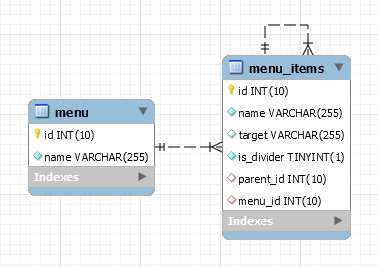 menu
id INT(10)
name VARCHAR(255)
Indexes
menu_items
id INT(10)
name VARCHAR(255)
target VARCHAR(255)
is_divider TINYINT(1)
parent_id INT(10)
menu_id INT(10)
Indexes